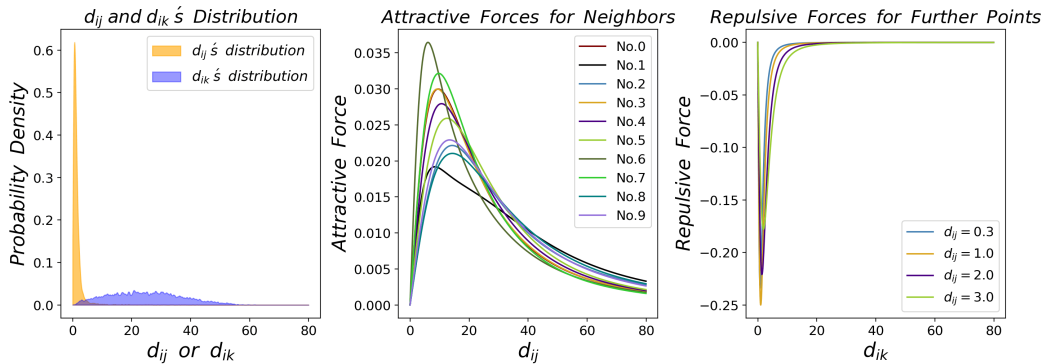 d_ij and d_ik ś Distribution
Probability Density
0.6
0.5
0.4
0.3
0.2
0.1
0.0
0 20 40 60 80
d_ij or d_ik
d_ij ś distribution
d_ik ś distribution
Attractive Forces for Neighbors
Attractive Force
0.035
0.030
0.025
0.020
0.015
0.010
0.005
0.000
0 20 40 60 80
d_ij
No.0
No.1
No.2
No.3
No.4
No.5
No.6
No.7
No.8
No.9
Repulsive Forces for Further Points
Repulsive Force
0.00
−0.05
−0.10
−0.15
−0.20
−0.25
0 20 40 60 80
d_ik
d_ij = 0.3
d_ij = 1.0
d_ij = 2.0
d_ij = 3.0